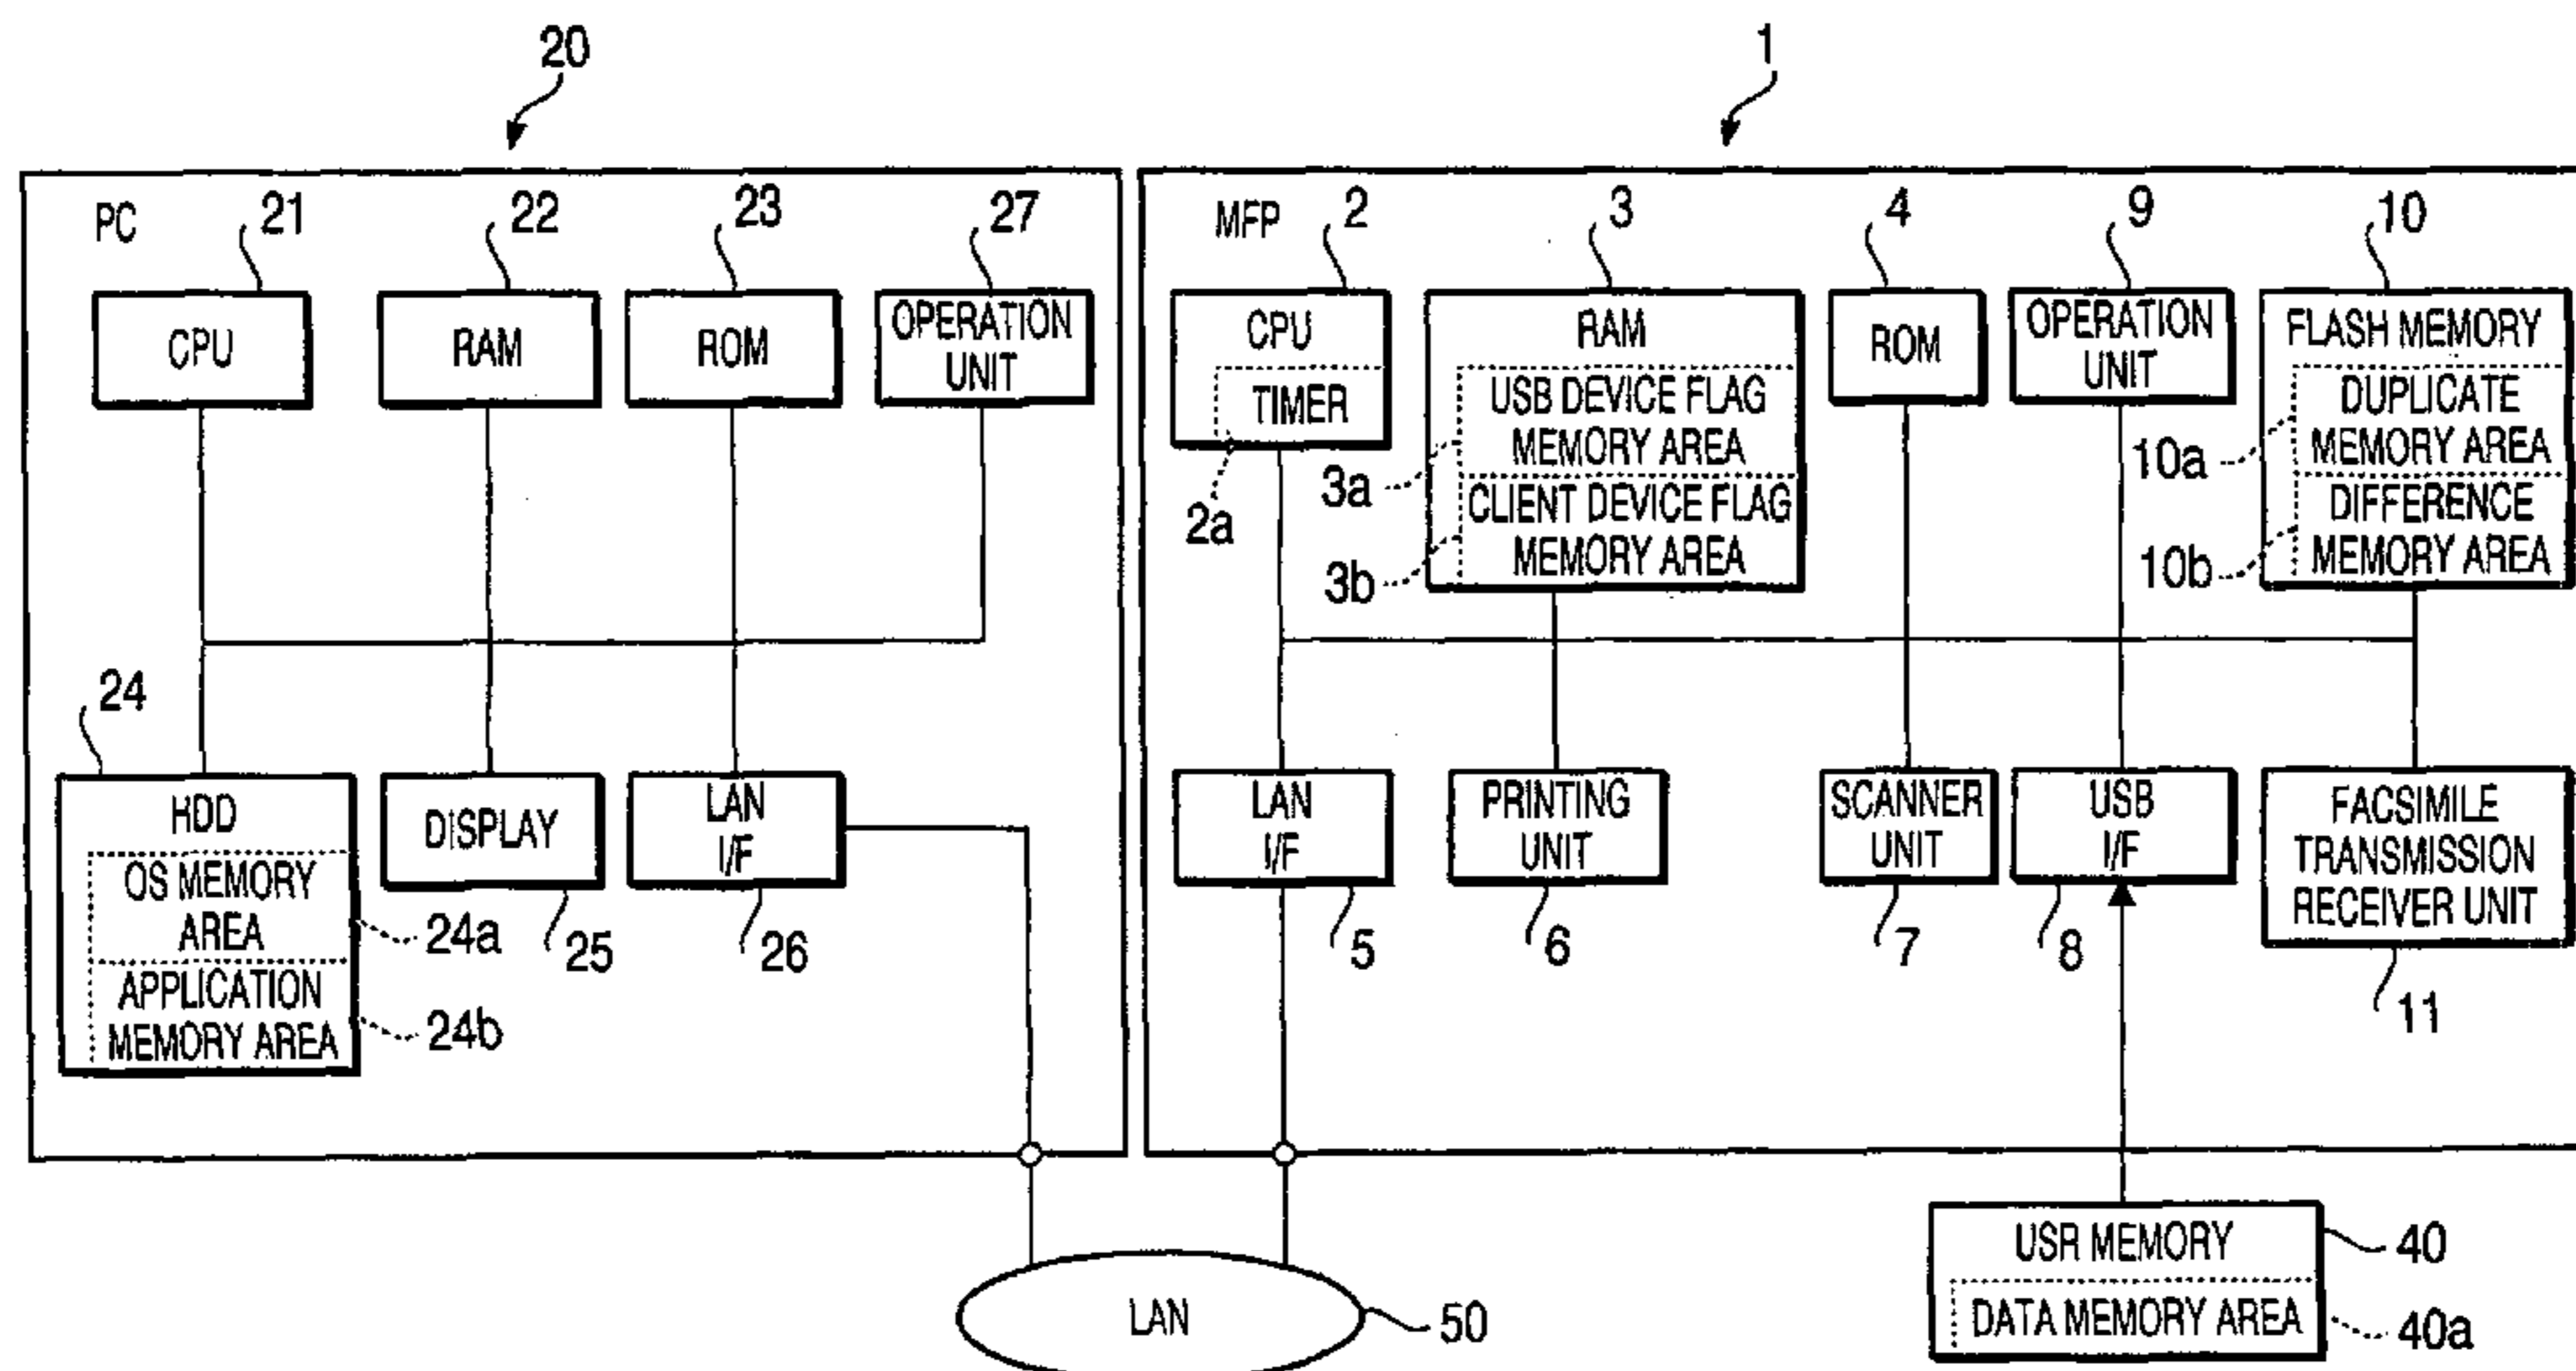 20
1
PC
21
22
23
27
CPU
RAM
ROM
OPERATION
UNIT
24
HDD
OS MEMORY
AREA
24a
APPLICATION
MEMORY AREA
24b
DISPLAY
25
LAN
I/F
26
MFP
2
3
4
9
10
CPU
TIMER
2a
RAM
USB DEVICE FLAG
MEMORY AREA
3a
CLIENT DEVICE FLAG
MEMORY AREA
3b
ROM
OPERATION
UNIT
FLASH MEMORY
DUPLICATE
MEMORY AREA
10a
DIFFERENCE
MEMORY AREA
10b
LAN
I/F
5
PRINTING
UNIT
6
SCANNER
UNIT
7
USB
I/F
8
FACSIMILE
TRANSMISSION
RECEIVER UNIT
11
LAN
50
USR MEMORY
40
DATA MEMORY AREA
40a